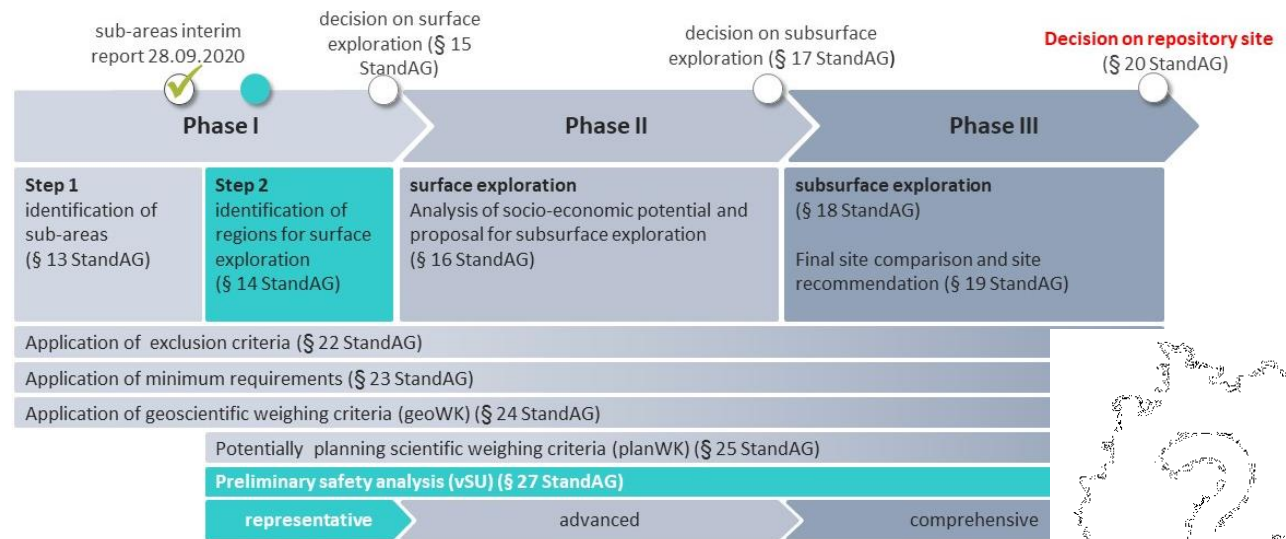 sub-areas interim
report 28.09.2020
decision on surface
exploration (§ 15
StandAG)
decision on subsurface
exploration (§ 17 StandAG)
Decision on repository site
(§ 20 StandAG)
Phase I
Phase II
Phase III
Step 1
identification of
sub-areas
(§ 13 StandAG)
Step 2
identification of
regions for surface
exploration
(§ 14 StandAG)
surface exploration
Analysis of socio-economic potential and
proposal for subsurface exploration
(§ 16 StandAG)
subsurface exploration
(§ 18 StandAG)
Final site comparison and site
recommendation (§ 19 StandAG)
Application of exclusion criteria (§ 22 StandAG)
Application of minimum requirements (§ 23 StandAG)
Application of geoscientific weighing criteria (geoWK) (§ 24 StandAG)
Potentially planning scientific weighing criteria (planWK) (§ 25 StandAG)
Preliminary safety analysis (vSU) (§ 27 StandAG)
representative
advanced
comprehensive
?